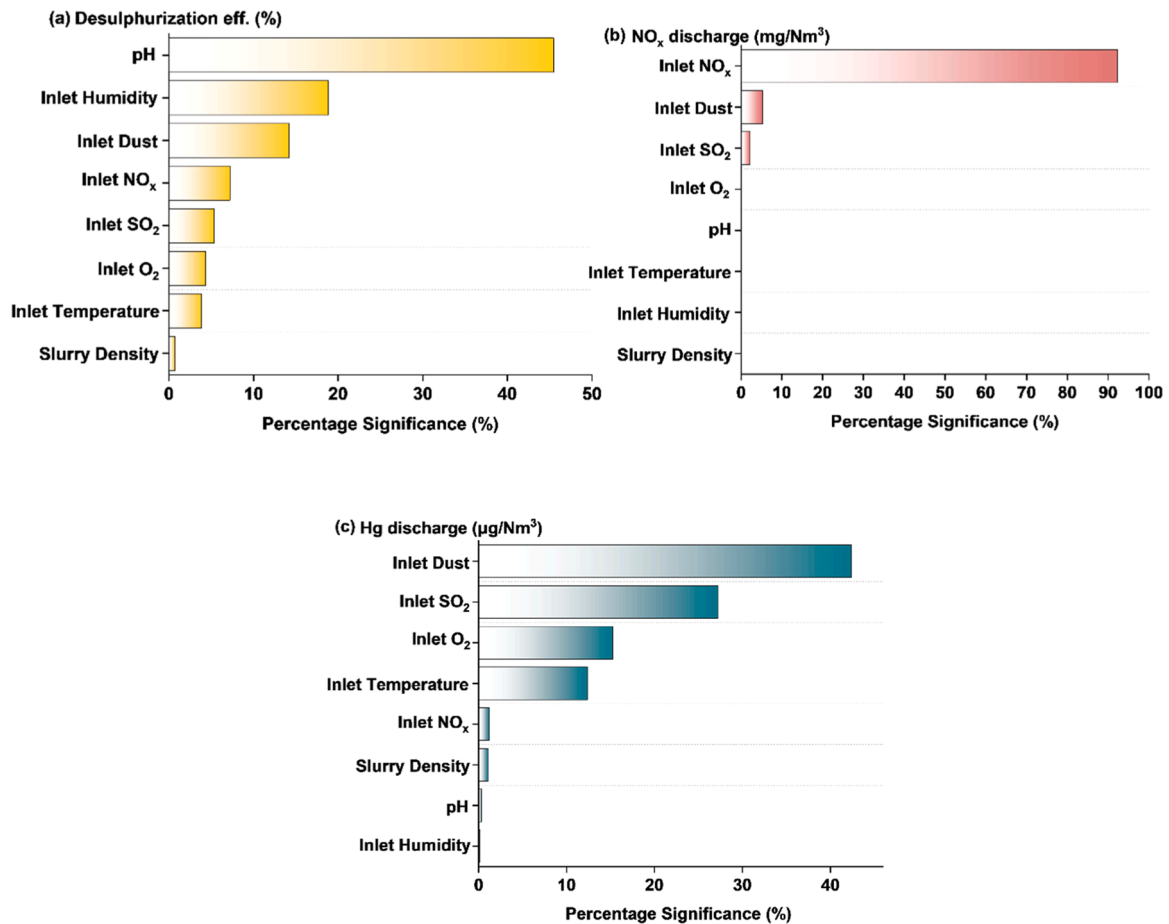 (a) Desulphurization eff. (%)
pH
Inlet Humidity
Inlet Dust
Inlet NOx
Inlet SO2
Inlet O2
Inlet Temperature
Slurry Density
0 10 20 30 40 50
Percentage Significance (%)
(b) NOx discharge (mg/Nm³)
Inlet NOx
Inlet Dust
Inlet SO2
Inlet O2
pH
Inlet Temperature
Inlet Humidity
Slurry Density
0 10 20 30 40 50 60 70 80 90 100
Percentage Significance (%)
(c) Hg discharge (µg/Nm³)
Inlet Dust
Inlet SO2
Inlet O2
Inlet Temperature
Inlet NOx
Slurry Density
pH
Inlet Humidity
0 10 20 30 40
Percentage Significance (%)